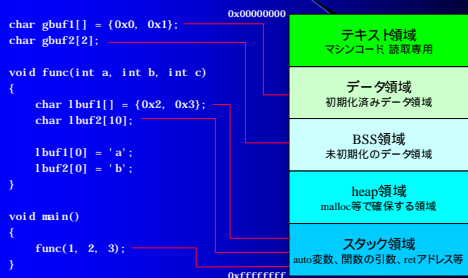 char gbuf1[] = {0x0, 0x1};
char gbuf2[2];
void func(int a, int b, int c)
{
char lbuf1[] = {0x2, 0x3};
char lbuf2[10];
lbuf1[0] = 'a';
lbuf2[0] = 'b';
}
void main()
{
func(1, 2, 3);
}
0x00000000
テキスト領域
マシンコード 読取専用
データ領域
初期化済みデータ領域
BSS領域
未初期化のデータ領域
heap領域
malloc等で確保する領域
スタック領域
auto変数、関数の引数、retアドレス等
0xffffffff